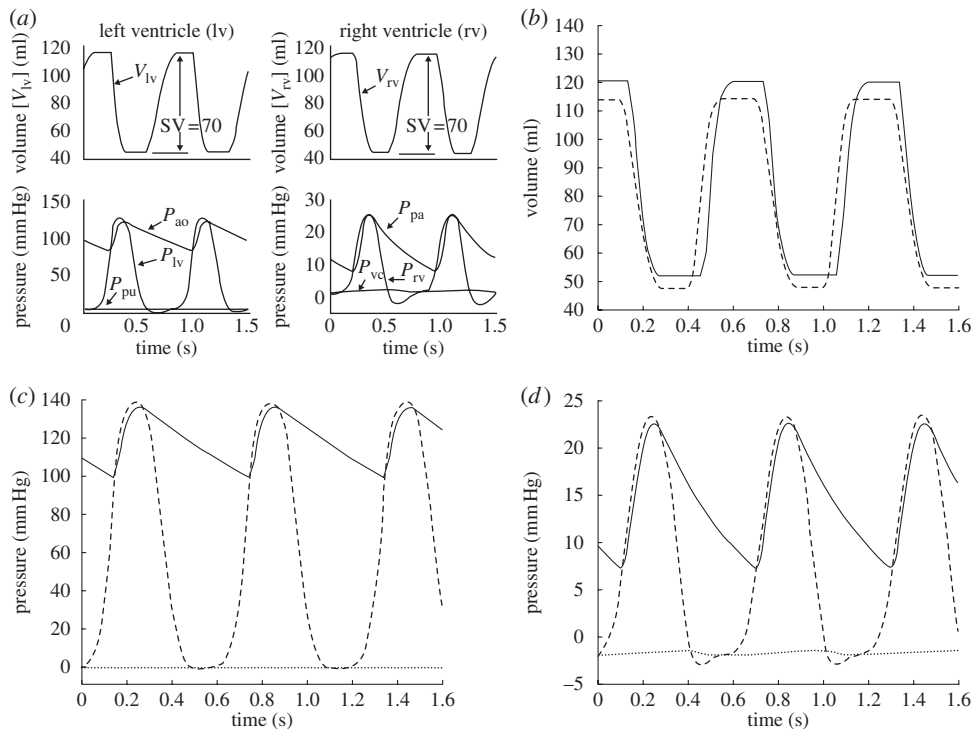 (a)
left ventricle (lv)
right ventricle (rv)
volume [V_lv] (ml)
120
100
80
60
40
V_lv
SV = 70
volume [V_rv] (ml)
120
100
80
60
40
V_rv
SV = 70
pressure (mm Hg)
150
100
50
0
P_ao
P_lv
P_pu
0
0.5
1.0
1.5
time (s)
pressure (mm Hg)
30
20
10
0
P_pa
P_vc
P_rv
0
0.5
1.0
1.5
time (s)
(b)
volume (ml)
140
130
120
110
100
90
80
70
60
50
40
0
0.2
0.4
0.6
0.8
1.0
1.2
1.4
1.6
time (s)
(c)
pressure (mm Hg)
140
120
100
80
60
40
20
0
0
0.2
0.4
0.6
0.8
1.0
1.2
1.4
1.6
time (s)
(d)
pressure (mm Hg)
25
20
15
10
5
0
–5
0
0.2
0.4
0.6
0.8
1.0
1.2
1.4
1.6
time (s)